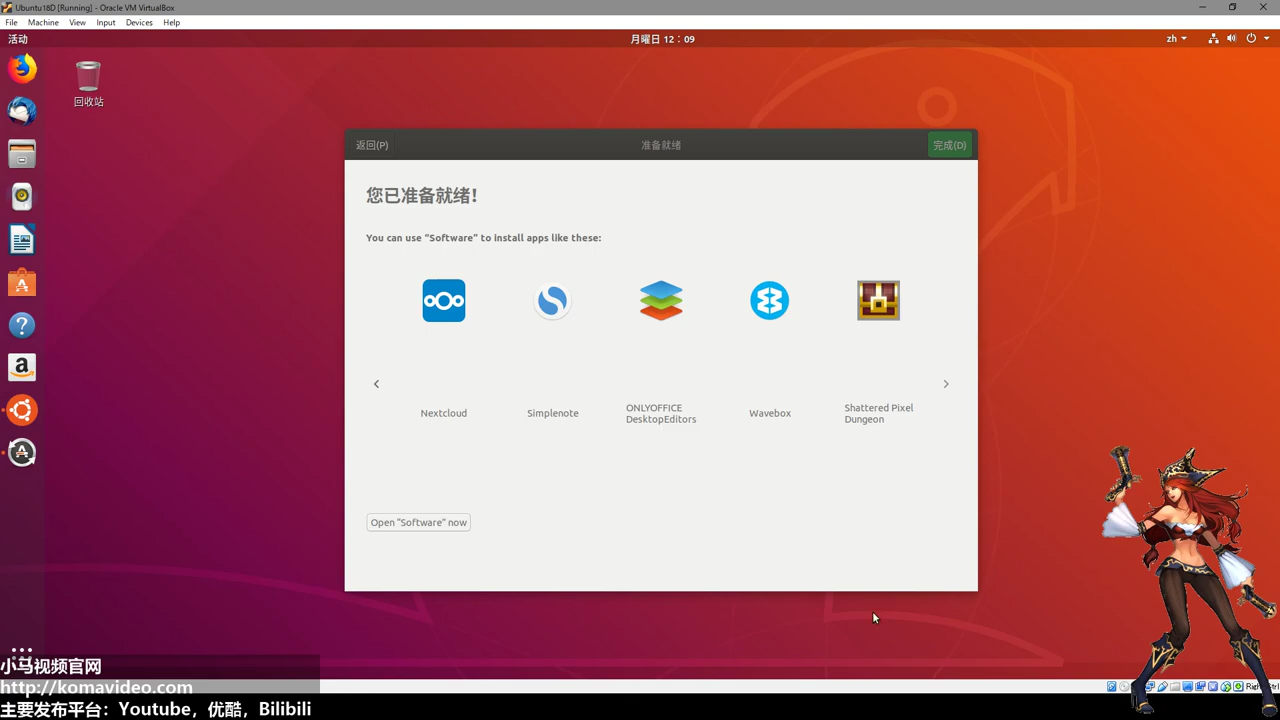 Ubuntu18D [Running] - Oracle VM VirtualBox
File Machine View Input Devices Help
活动
月曜日 12：09
zh
回收站
返回(P)
准备就绪
完成(D)
您已准备就绪!
You can use "Software" to install apps like these:
Nextcloud
Simplenote
ONLYOFFICE
DesktopEditors
Wavebox
Shattered Pixel
Dungeon
Open "Software" now
小马视频官网
http://komavideo.com
主要发布平台：Youtube，优酷，Bilibili